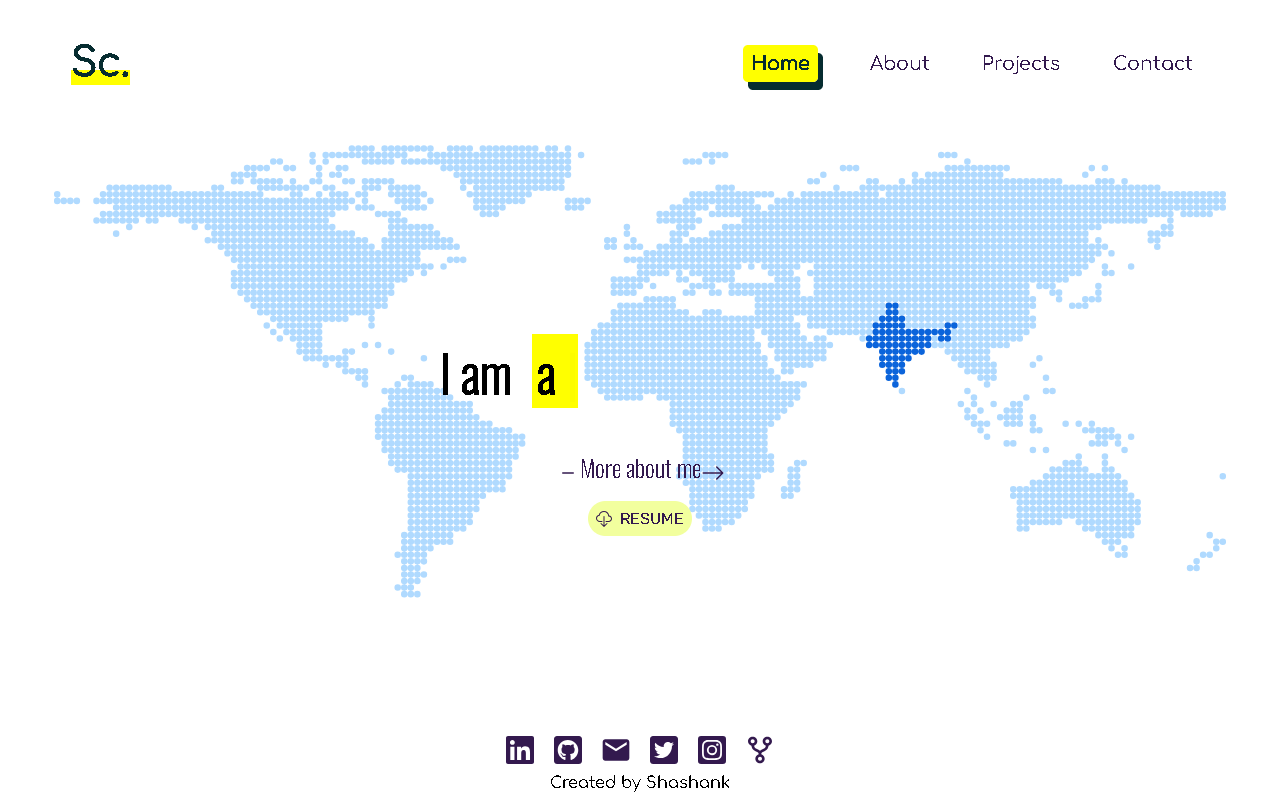 Sc.
Home About Projects Contact
I am a
– More about me→
RESUME
Created by Shashank